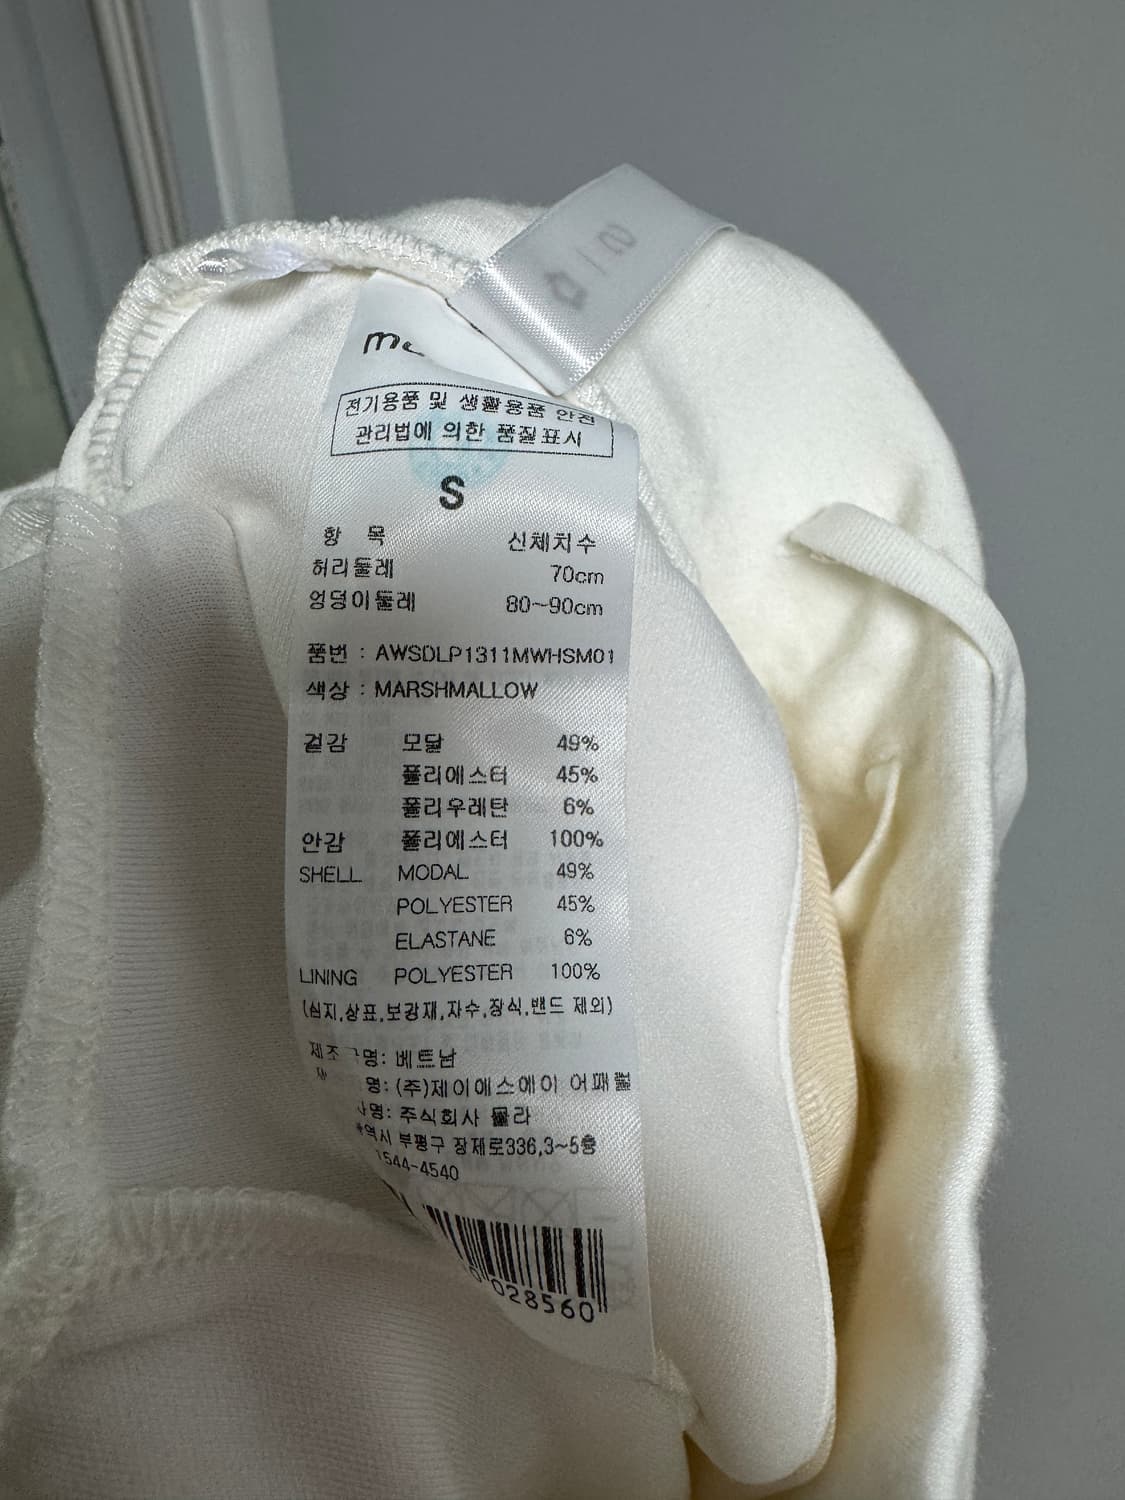 전기용품 및 생활용품 안전
관리법에 의한 품질표시
S
항 목 신체치수
허리둘레 70cm
엉덩이둘레 80~90cm
품번 : AWSDLP1311MWHSM01
색상 : MARSHMALLOW
겉감 모달 49%
폴리에스터 45%
폴리우레탄 6%
안감 폴리에스터 100%
SHELL MODAL 49%
POLYESTER 45%
ELASTANE 6%
LINING POLYESTER 100%
(심지,상표,보강재,자수,장식,밴드 제외)
명: 베트남
명: (주)제이에스에이 어패럴
명: 주식회사 뮬라
역시 부평구 장제로336,3~5층
1544-4540
028560